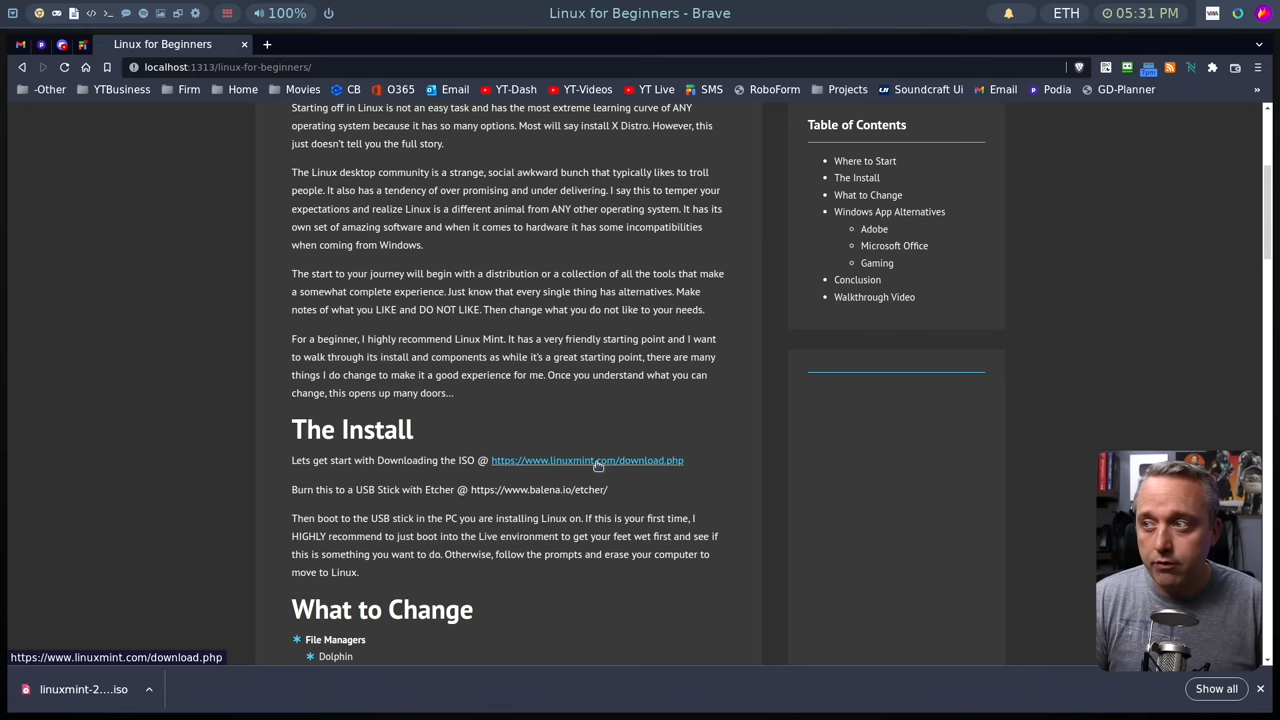 100%
Linux for Beginners - Brave
ETH
05:31 PM
Linux for Beginners
localhost:1313/linux-for-beginners/
7pm
-Other
YTBusiness
Firm
Home
Movies
CB
O365
Email
YT-Dash
YT-Videos
YT Live
SMS
RoboForm
Projects
Soundcraft Ui
Email
Podia
GD-Planner
Starting off in Linux is not an easy task and has the most extreme learning curve of ANY
operating system because it has so many options. Most will say install X Distro. However, this
just doesn't tell you the full story.
The Linux desktop community is a strange, social awkward bunch that typically likes to troll
people. It also has a tendency of over promising and under delivering. I say this to temper your
expectations and realize Linux is a different animal from ANY other operating system. It has its
own set of amazing software and when it comes to hardware it has some incompatibilities
when coming from Windows.
The start to your journey will begin with a distribution or a collection of all the tools that make
a somewhat complete experience. Just know that every single thing has alternatives. Make
notes of what you LIKE and DO NOT LIKE. Then change what you do not like to your needs.
For a beginner, I highly recommend Linux Mint. It has a very friendly starting point and I want
to walk through its install and components as while it's a great starting point, there are many
things I do change to make it a good experience for me. Once you understand what you can
change, this opens up many doors...
The Install
Lets get start with Downloading the ISO @ https://www.linuxmint.com/download.php
Burn this to a USB Stick with Etcher @ https://www.balena.io/etcher/
Then boot to the USB stick in the PC you are installing Linux on. If this is your first time, I
HIGHLY recommend to just boot into the Live environment to get your feet wet first and see if
this is something you want to do. Otherwise, follow the prompts and erase your computer to
move to Linux.
What to Change
File Managers
Dolphin
Table of Contents
Where to Start
The Install
What to Change
Windows App Alternatives
Adobe
Microsoft Office
Gaming
Conclusion
Walkthrough Video
https://www.linuxmint.com/download.php
linuxmint-2....iso
Show all